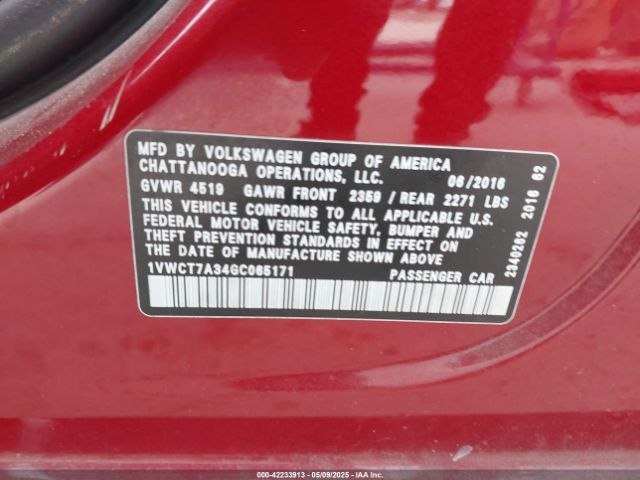 MFD BY VOLKSWAGEN GROUP OF AMERICA
CHATTANOOGA OPERATIONS, LLC. 06/2016
GVWR 4519 GAWR FRONT 2359 / REAR 2271 LBS
THIS VEHICLE CONFORMS TO ALL APPLICABLE U.S.
FEDERAL MOTOR VEHICLE SAFETY, BUMPER AND
THEFT PREVENTION STANDARDS IN EFFECT ON
THE DATE OF MANUFACTURE SHOWN ABOVE.
1VWCT7A34GC065171 PASSENGER CAR
2340262 2016 02
000-42233913 - 05/09/2025 - IAAI